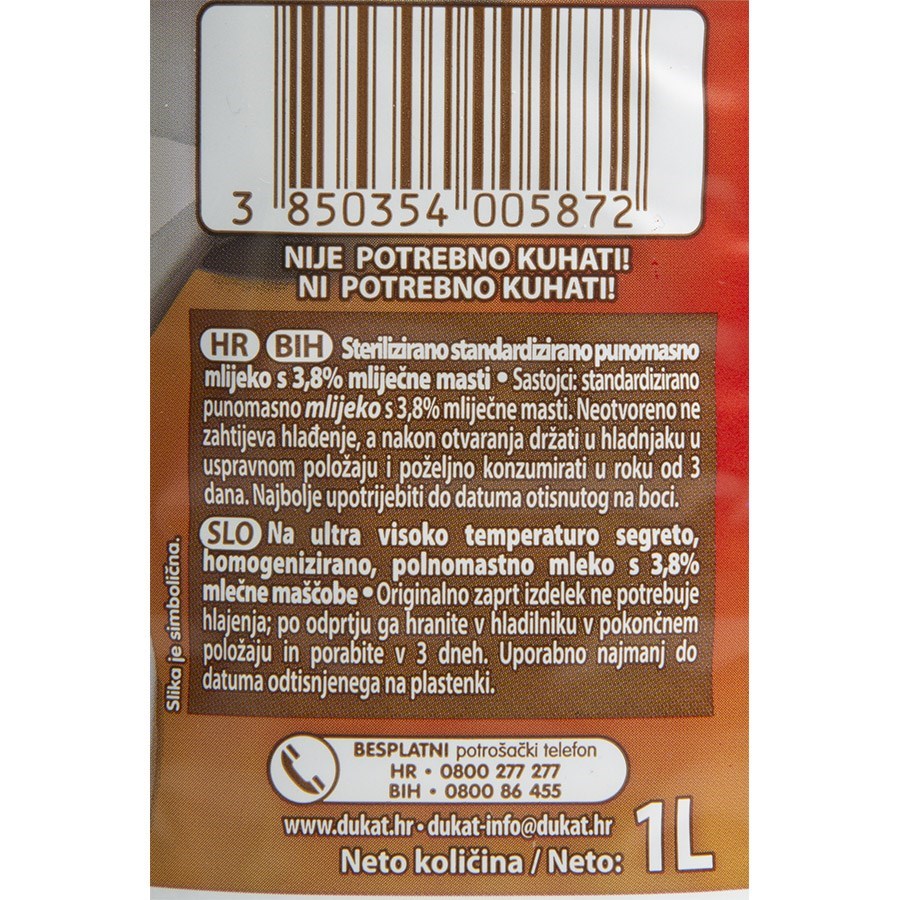 3 850354 005872
NIJE POTREBNO KUHATI!
NI POTREBNO KUHATI!
HR BIH Sterilizirano standardizirano punomasno
mlijeko s 3,8% mliječne masti • Sastojci: standardizirano
punomasno mlijeko s 3,8% mliječne masti. Neotvoreno ne
zahtijeva hlađenje, a nakon otvaranja držati u hladnjaku u
uspravnom položaju i poželjno konzumirati u roku od 3
dana. Najbolje upotrijebiti do datuma otisnutog na boci.
SLO Na ultra visoko temperaturo segreto,
homogenizirano, polnomastno mleko s 3,8%
mlečne maščobe • Originalno zaprt izdelek ne potrebuje
hlajenja; po odprtju ga hranite v hladilniku v pokončnem
položaju in porabite v 3 dneh. Uporabno najmanj do
datuma odtisnjenega na plastenki.
Slika je simbolična.
BESPLATNI potrošački telefon
HR • 0800 277 277
BIH • 0800 86 455
www.dukat.hr • dukat-info@dukat.hr
Neto količina / Neto: 1L